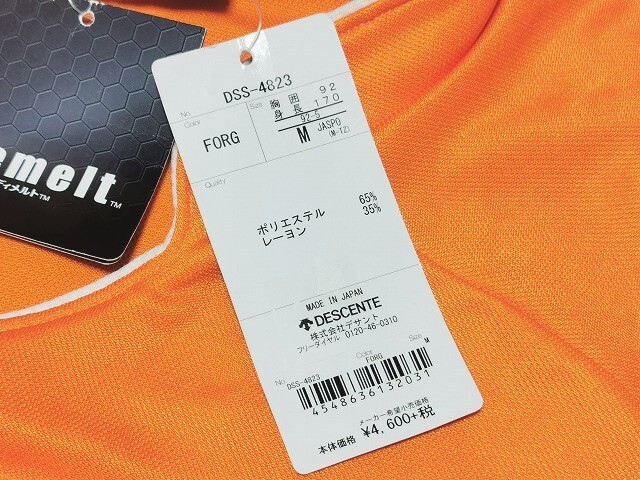 emelt
ディメルト™
TM
No.
DSS-4823
Color
FORG
Size
胸囲 92
身長 170
92-5
M
JASPO
(M-TZ)
Quality
ポリエステル 65%
レーヨン 35%
MADE IN JAPAN
DESCENTE
株式会社デサント
フリーダイヤル 0120-46-0310
No. DSS-4823
Color FORG
Size M
4548636132031
メーカー希望小売価格
本体価格 ¥4,600+税